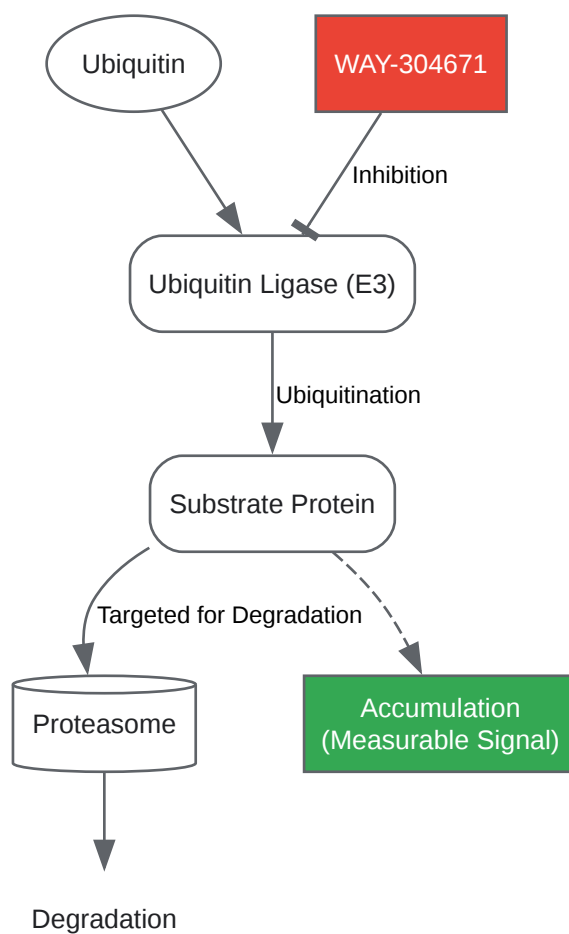 Ubiquitin
WAY-304671
Inhibition
Ubiquitin Ligase (E3)
Ubiquitination
Substrate Protein
Targeted for Degradation
Proteasome
Accumulation
(Measurable Signal)
Degradation